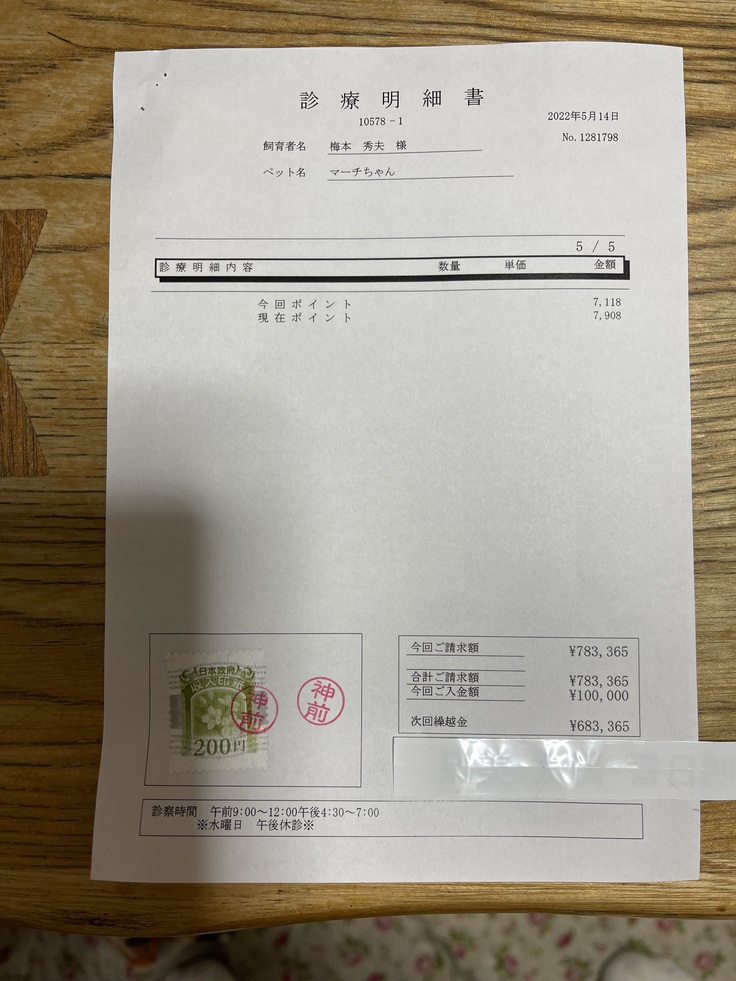 診療明細書
10578-1
2022年5月14日
No.1281798
飼育者名 梅本 秀夫 様
ペット名 マーチちゃん
5 / 5
診療明細内容 数量 単価 金額
今回ポイント 7,118
現在ポイント 7,908
今回ご請求額 ¥783,365
合計ご請求額 ¥783,365
今回ご入金額 ¥100,000
次回繰越金 ¥683,365
日本政府
収入印紙
200円
神前
神前
診察時間 午前9:00~12:00午後4:30~7:00
※水曜日 午後休診※